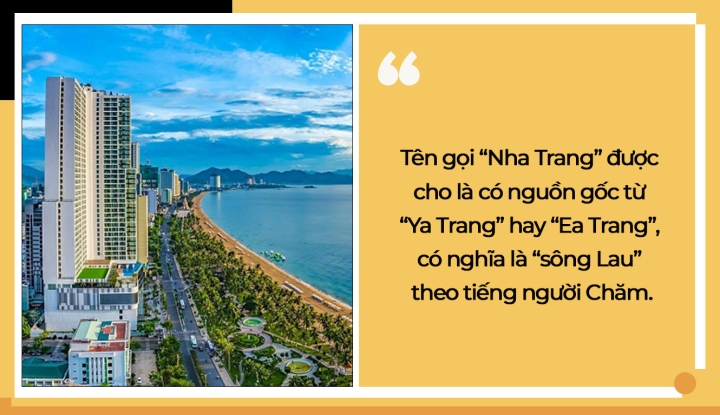 Tên gọi “Nha Trang” được
cho là có nguồn gốc từ
“Ya Trang” hay “Ea Trang”,
có nghĩa là “sông Lau”
theo tiếng người Chăm.